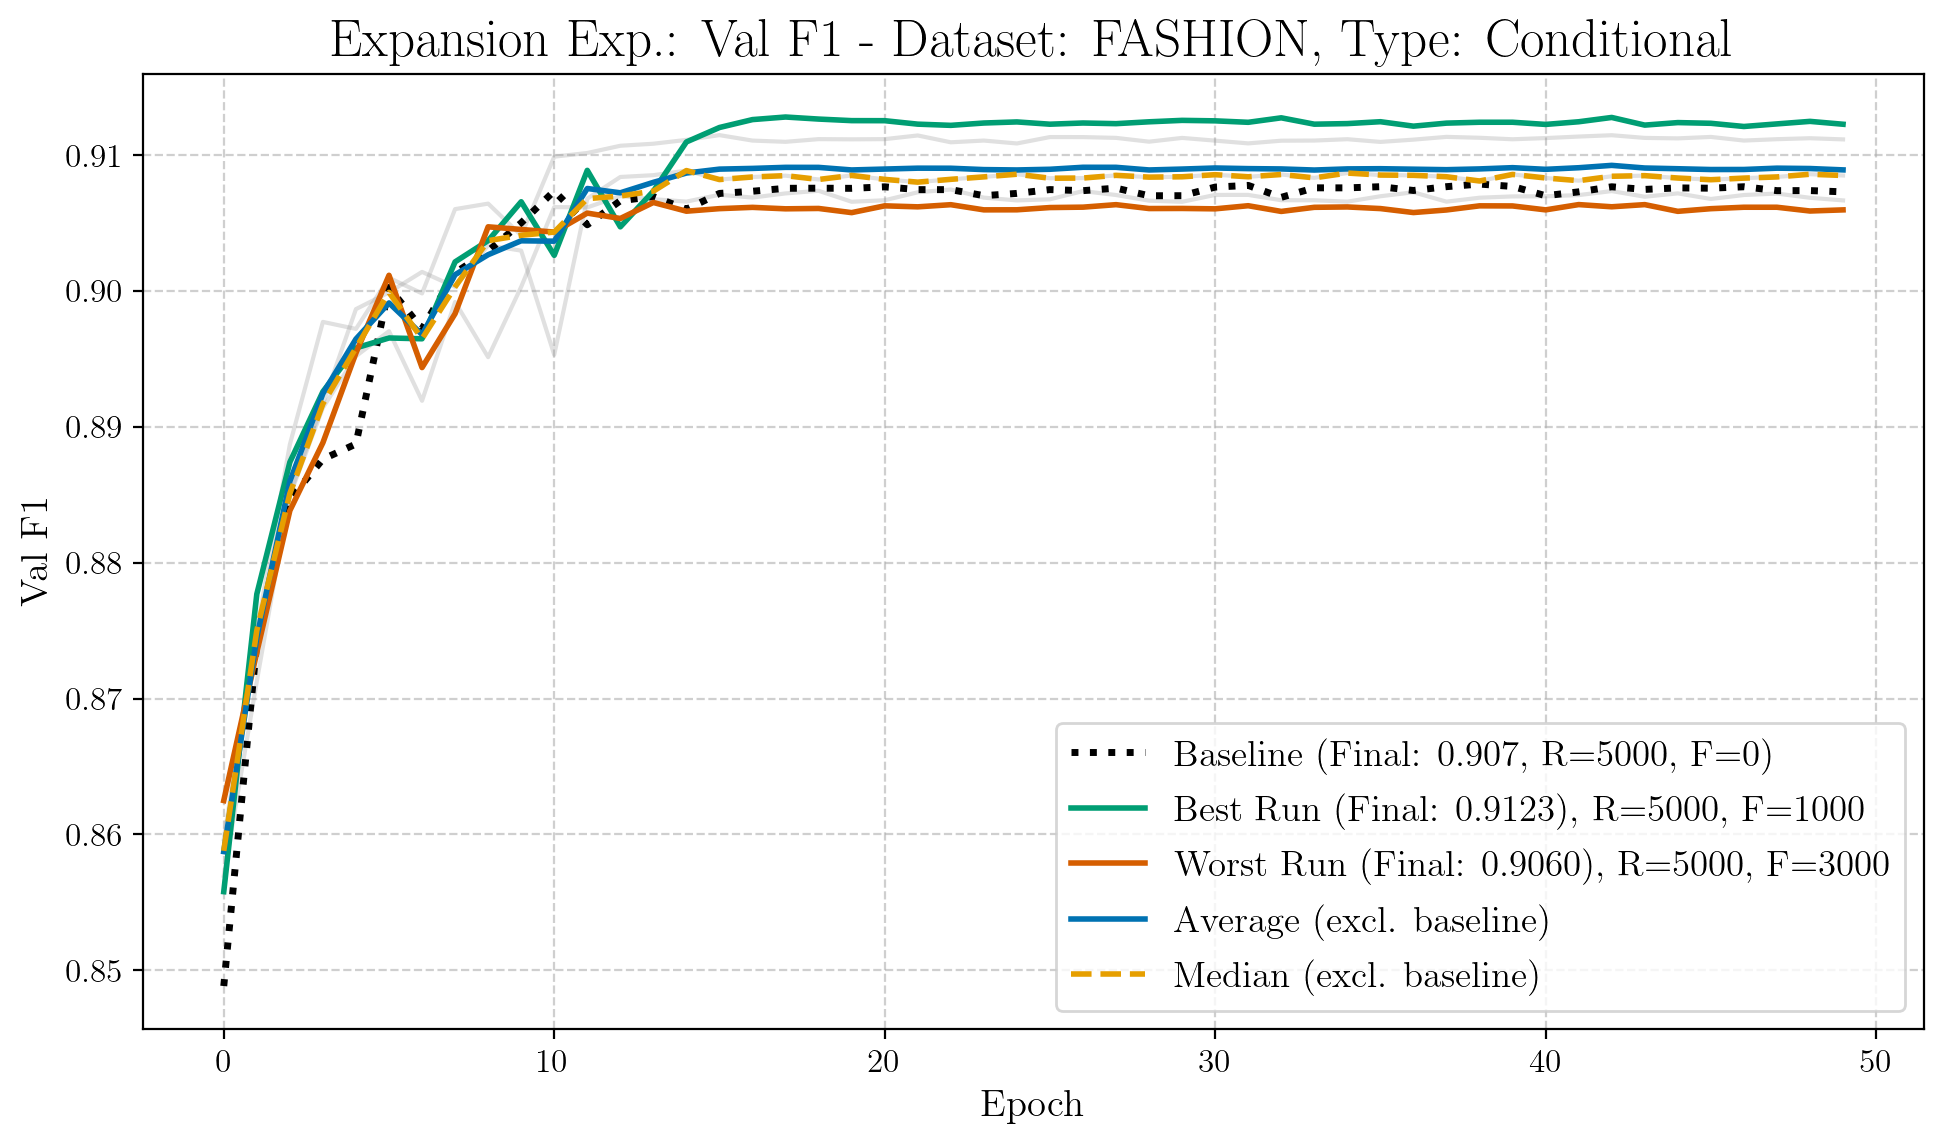 Expansion Exp.: Val F1 - Dataset: FASHION, Type: Conditional
Val F1
0.91
0.90
0.89
0.88
0.87
0.86
0.85
Baseline (Final: 0.907, R=5000, F=0)
Best Run (Final: 0.9123), R=5000, F=1000
Worst Run (Final: 0.9060), R=5000, F=3000
Average (excl. baseline)
Median (excl. baseline)
0 10 20 30 40 50
Epoch